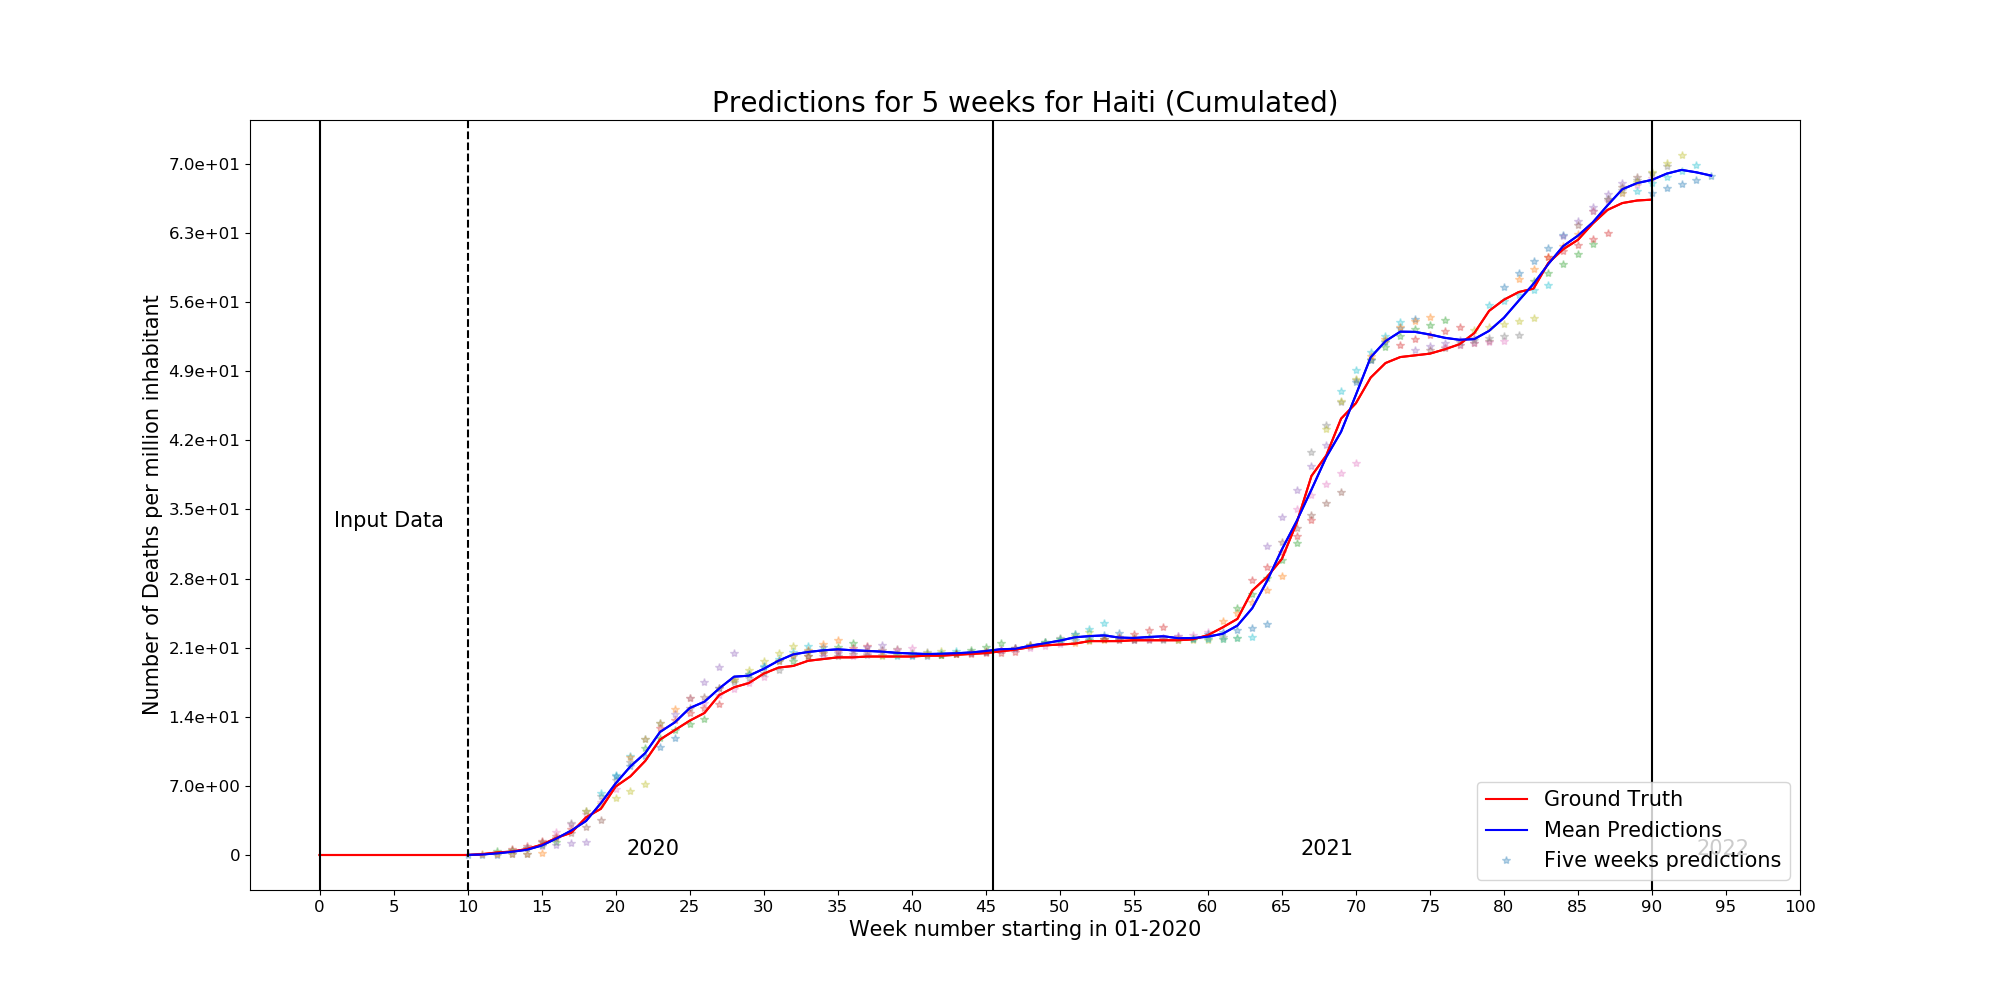 Predictions for 5 weeks for Haiti (Cumulated)
Number of Deaths per million inhabitant
7.0e+01
6.3e+01
5.6e+01
4.9e+01
4.2e+01
3.5e+01
2.8e+01
2.1e+01
1.4e+01
7.0e+00
0
Input Data
2020
2021
2022
Ground Truth
Mean Predictions
Five weeks predictions
0 5 10 15 20 25 30 35 40 45 50 55 60 65 70 75 80 85 90 95 100
Week number starting in 01-2020